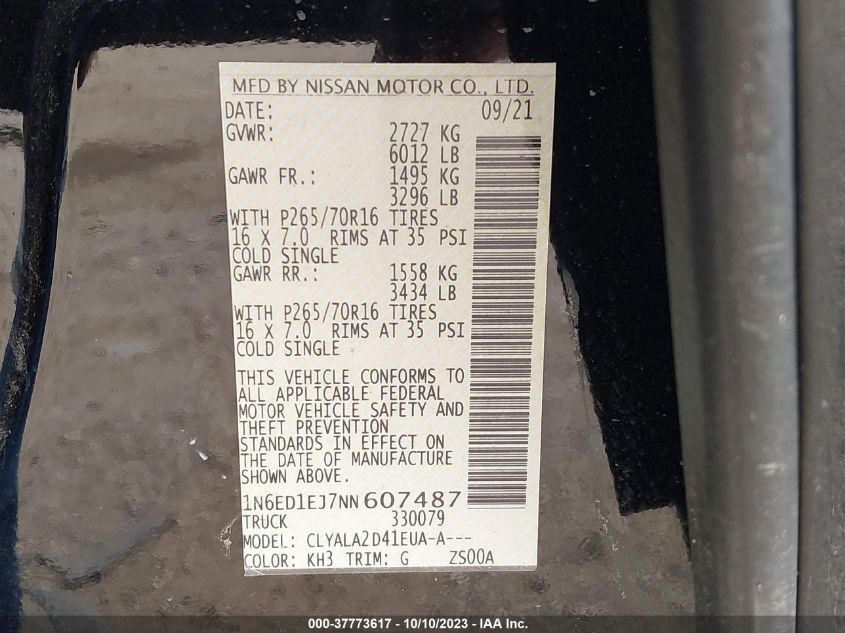 MFD BY NISSAN MOTOR CO., LTD.
DATE: 09/21
GVWR: 2727 KG
6012 LB
GAWR FR.: 1495 KG
3296 LB
WITH P265/70R16 TIRES
16 X 7.0 RIMS AT 35 PSI
COLD SINGLE
GAWR RR.: 1558 KG
3434 LB
WITH P265/70R16 TIRES
16 X 7.0 RIMS AT 35 PSI
COLD SINGLE
THIS VEHICLE CONFORMS TO
ALL APPLICABLE FEDERAL
MOTOR VEHICLE SAFETY AND
THEFT PREVENTION
STANDARDS IN EFFECT ON
THE DATE OF MANUFACTURE
SHOWN ABOVE.
1N6ED1EJ7NN607487
TRUCK 330079
MODEL: CLYALA2D41EUA-A---
COLOR: KH3 TRIM: G ZS00A
000-37773617 - 10/10/2023 - IAA Inc.